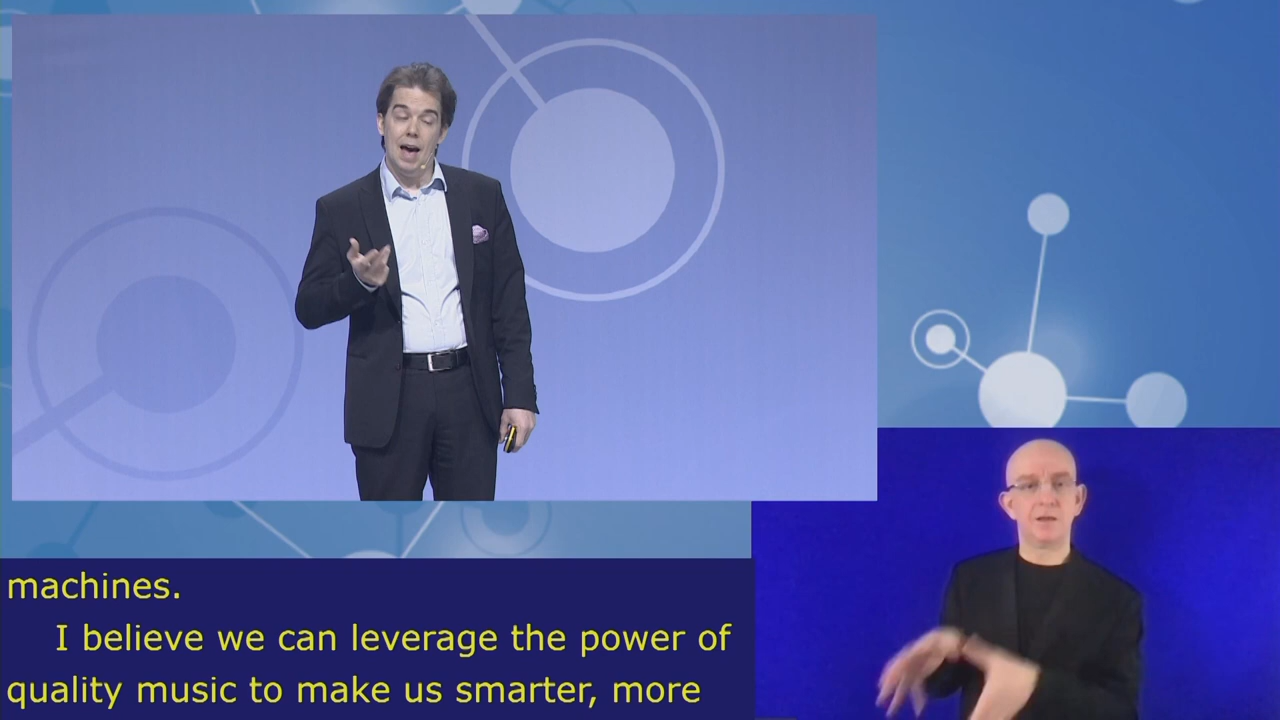 machines.
I believe we can leverage the power of
quality music to make us smarter, more